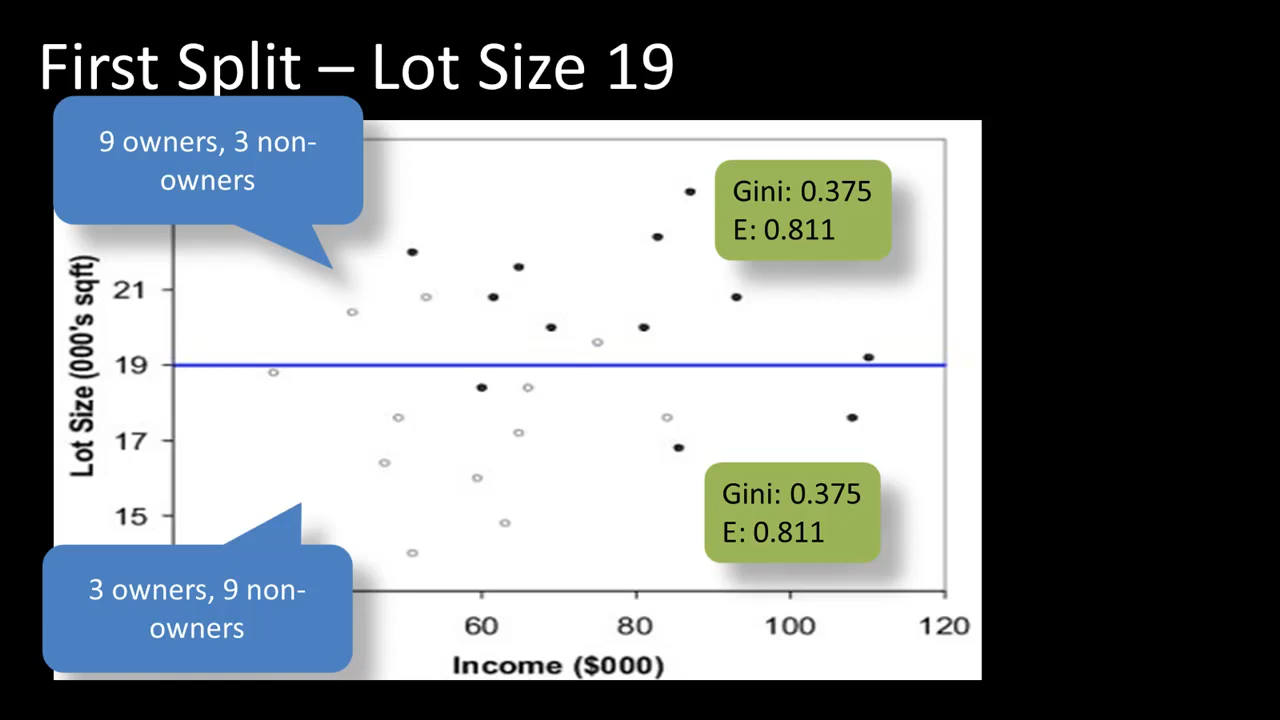 First Split – Lot Size 19
9 owners, 3 non-
owners
Gini: 0.375
E: 0.811
Lot Size (000's sqft)
21
19
17
15
Gini: 0.375
E: 0.811
3 owners, 9 non-
owners
60 80 100 120
Income ($000)